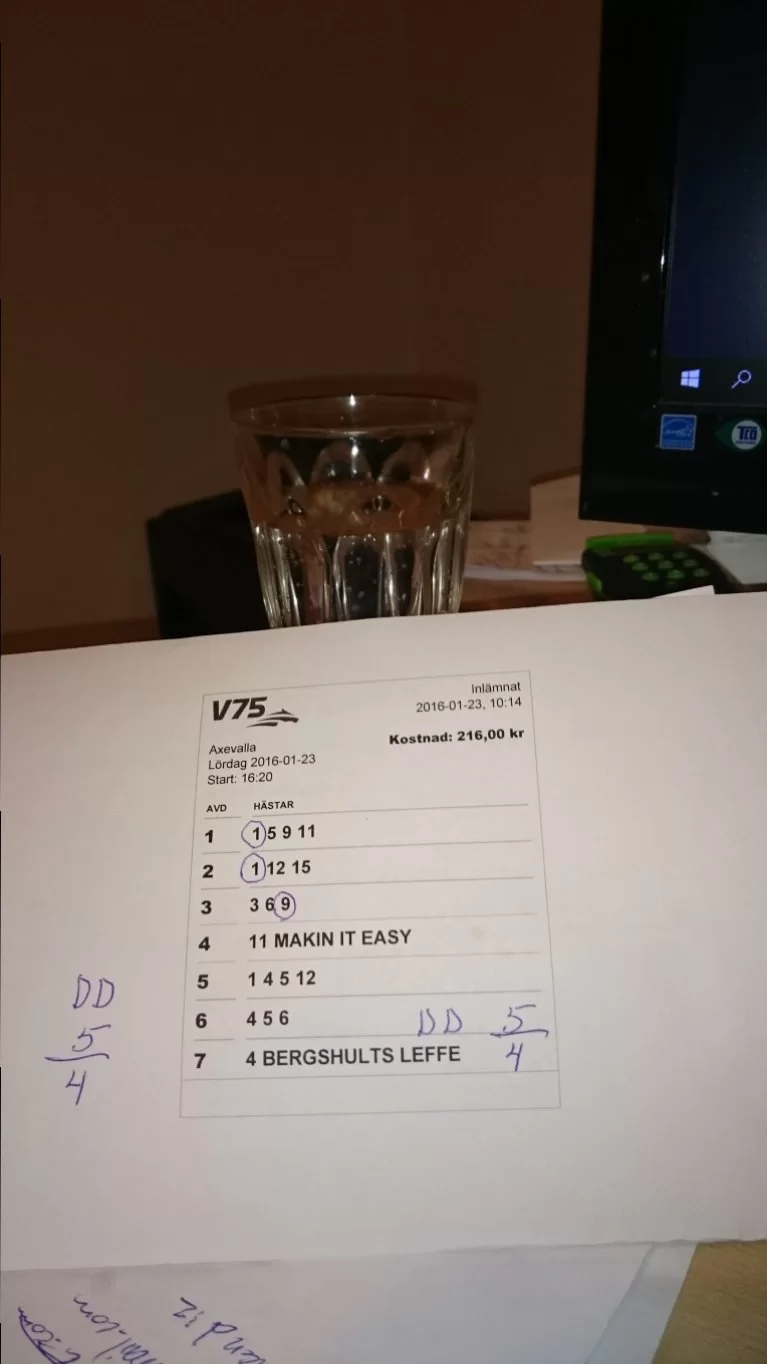 TCO
V75
Inlämnat
2016-01-23, 10:14
Kostnad: 216,00 kr
Axevalla
Lördag 2016-01-23
Start: 16:20
AVD HÄSTAR
1 1 5 9 11
2 1 12 15
3 3 6 9
4 11 MAKIN IT EASY
5 1 4 5 12
6 4 5 6
7 4 BERGSHULTS LEFFE
DD 5
4
DD
5
4